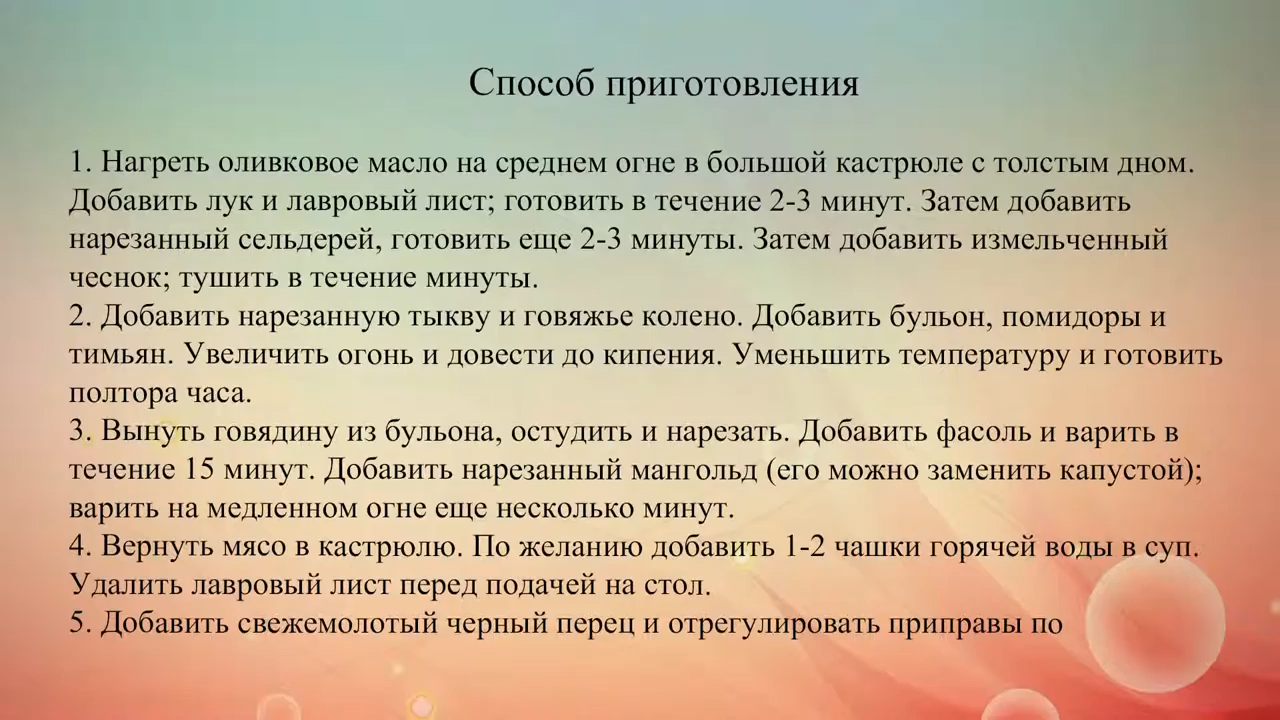 Способ приготовления
1. Нагреть оливковое масло на среднем огне в большой кастрюле с толстым дном.
Добавить лук и лавровый лист; готовить в течение 2-3 минут. Затем добавить
нарезанный сельдерей, готовить еще 2-3 минуты. Затем добавить измельченный
чеснок; тушить в течение минуты.
2. Добавить нарезанную тыкву и говяжье колено. Добавить бульон, помидоры и
тимьян. Увеличить огонь и довести до кипения. Уменьшить температуру и готовить
полтора часа.
3. Вынуть говядину из бульона, остудить и нарезать. Добавить фасоль и варить в
течение 15 минут. Добавить нарезанный мангольд (его можно заменить капустой);
варить на медленном огне еще несколько минут.
4. Вернуть мясо в кастрюлю. По желанию добавить 1-2 чашки горячей воды в суп.
Удалить лавровый лист перед подачей на стол.
5. Добавить свежемолотый черный перец и отрегулировать приправы по